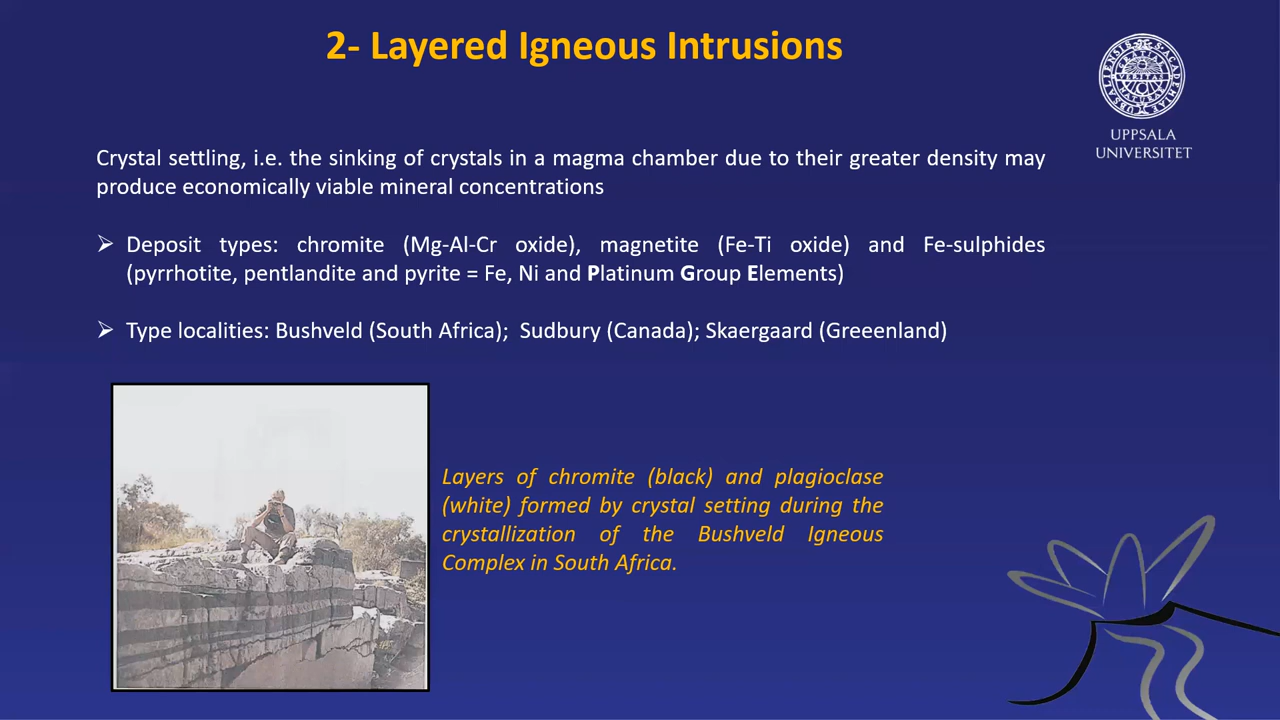 2- Layered Igneous Intrusions
UPPSALA
UNIVERSITET
Crystal settling, i.e. the sinking of crystals in a magma chamber due to their greater density may
produce economically viable mineral concentrations
Deposit types: chromite (Mg-Al-Cr oxide), magnetite (Fe-Ti oxide) and Fe-sulphides
(pyrrhotite, pentlandite and pyrite = Fe, Ni and Platinum Group Elements)
Type localities: Bushveld (South Africa); Sudbury (Canada); Skaergaard (Greeenland)
Layers of chromite (black) and plagioclase
(white) formed by crystal setting during the
crystallization of the Bushveld Igneous
Complex in South Africa.